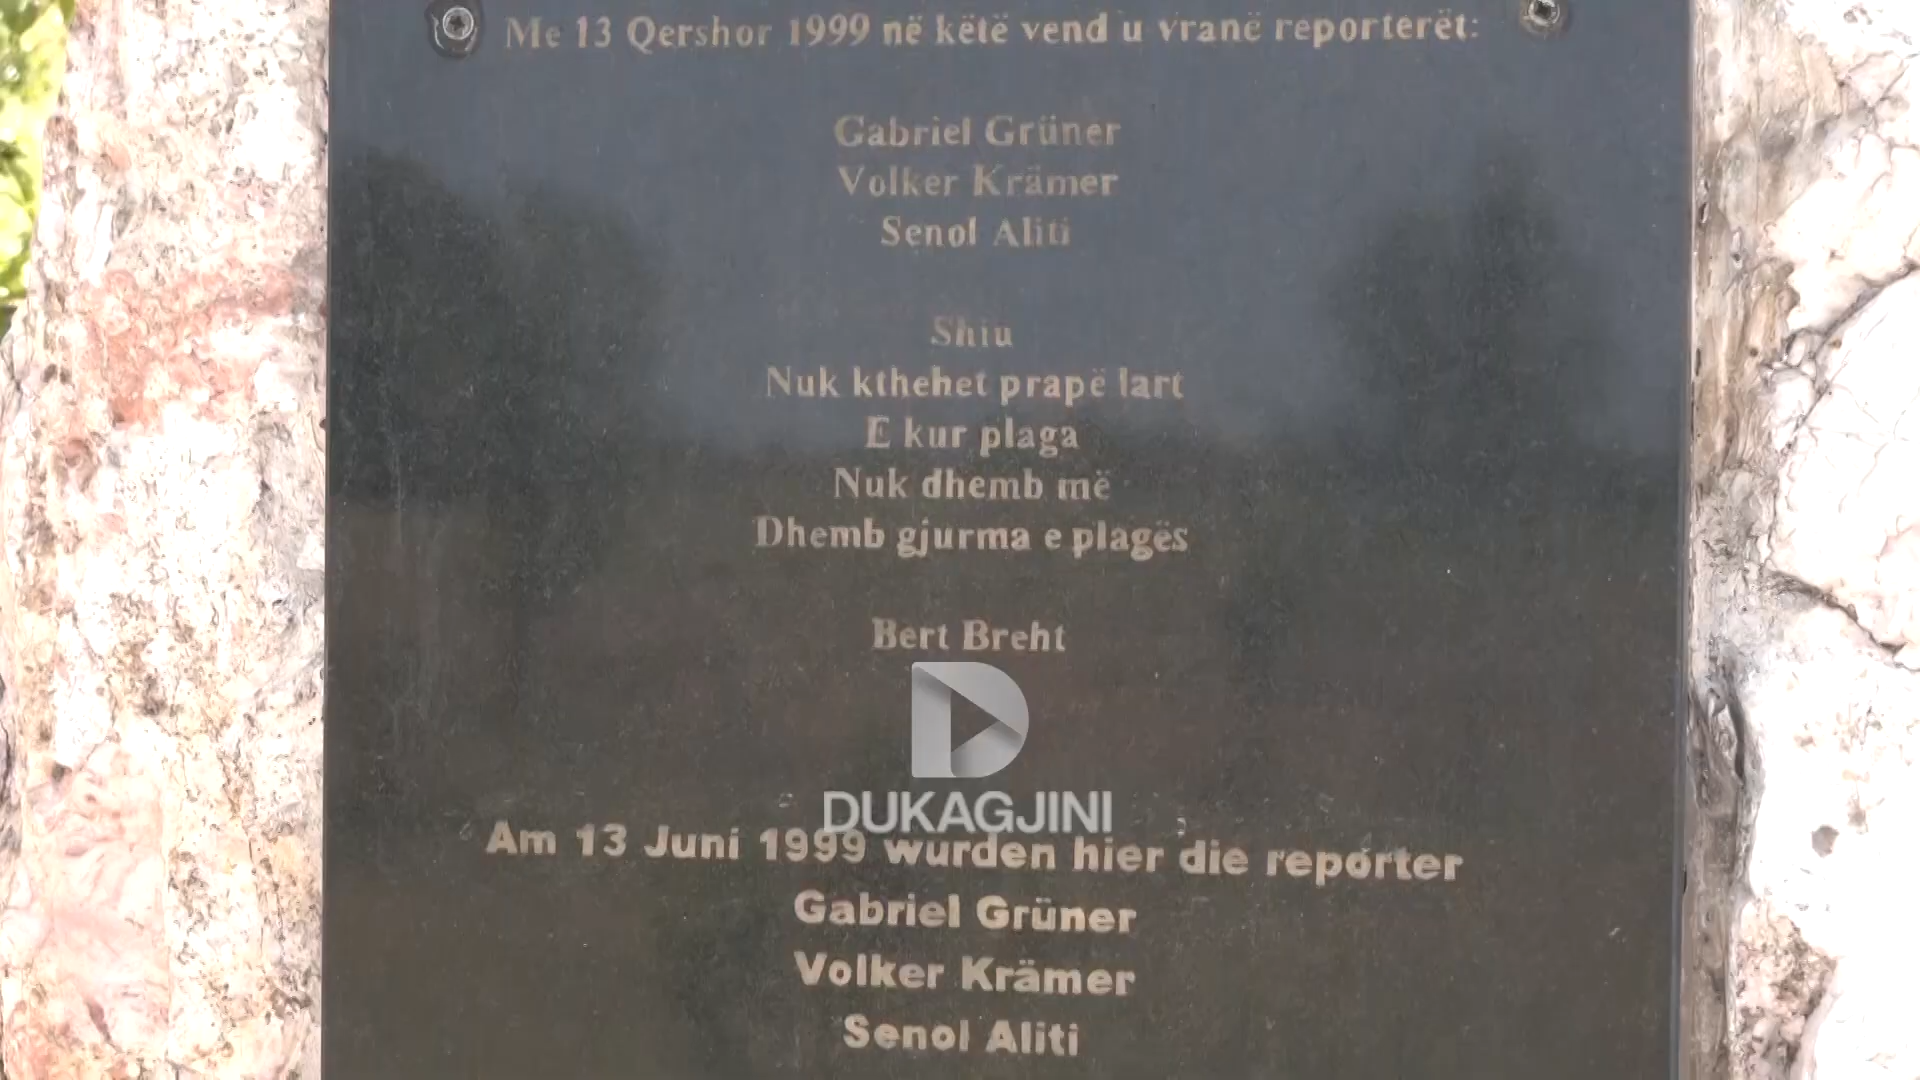 Me 13 Qershor 1999 në këtë vend u vranë reporterët:
Gabriel Grüner
Volker Krämer
Senol Aliti
Shiu
Nuk kthehet prapë lart
E kur plaga
Nuk dhemb më
Dhemb gjurma e plagës
Bert Breht
DUKAGJINI
Am 13 Juni 1999 wurden hier die reporter
Gabriel Grüner
Volker Krämer
Senol Aliti